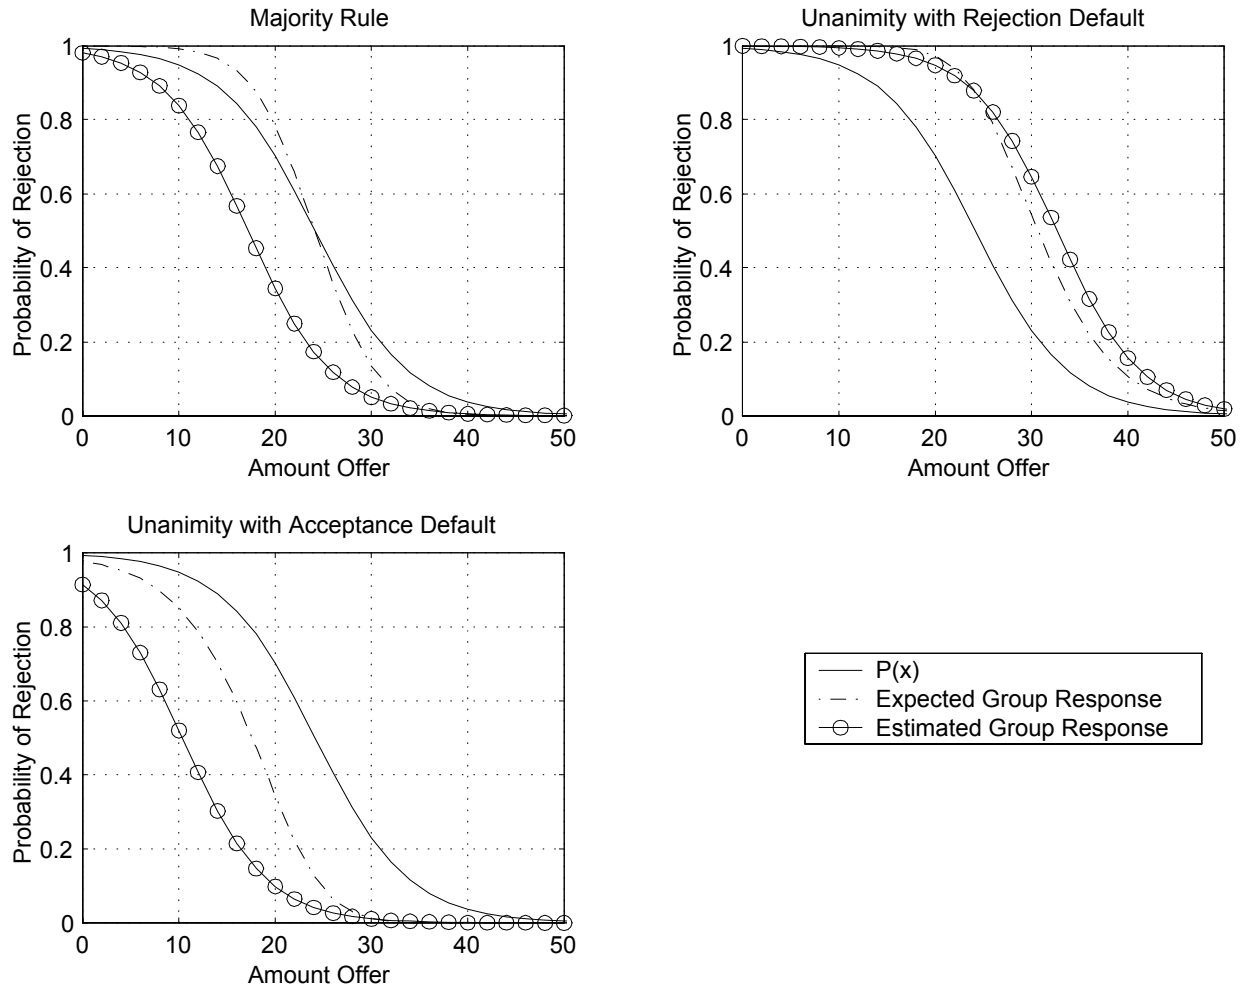 Majority Rule
1
0.8
0.6
0.4
0.2
0
Probability of Rejection
0 10 20 30 40 50
Amount Offer
Unanimity with Rejection Default
1
0.8
0.6
0.4
0.2
0
Probability of Rejection
0 10 20 30 40 50
Amount Offer
Unanimity with Acceptance Default
1
0.8
0.6
0.4
0.2
0
Probability of Rejection
0 10 20 30 40 50
Amount Offer
P(x)
Expected Group Response
Estimated Group Response